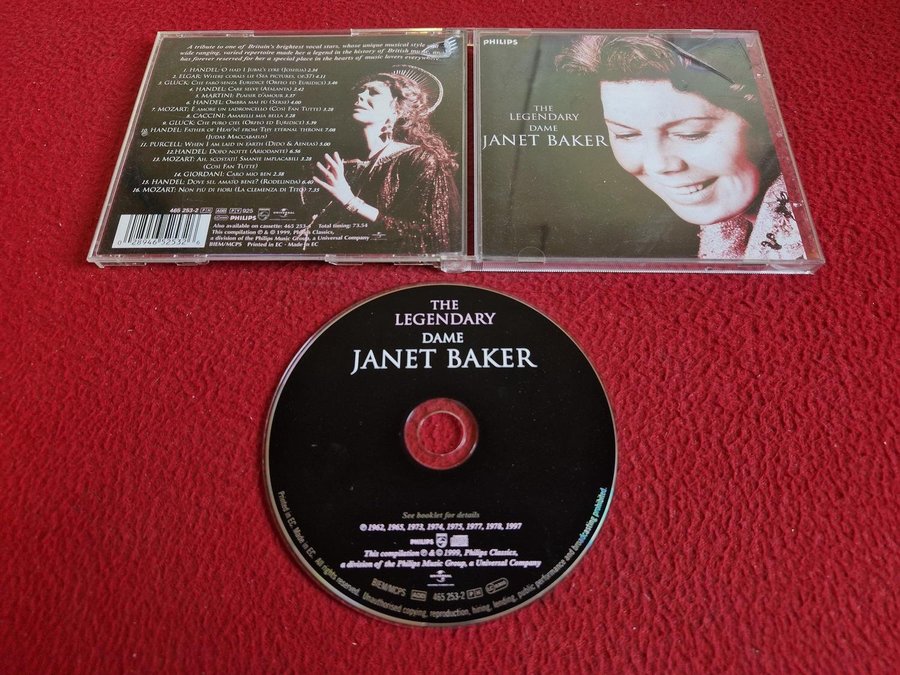 A tribute to one of Britain's brightest vocal stars, whose unique musical style and
wide ranging, varied repertoire made her a legend in the history of British music, and
has forever reserved for her a special place in the hearts of music lovers everywhere.
1. HANDEL: O HAD I JUBAL'S LYRE (JOSHUA) 2.34
2. ELGAR: WHERE CORALS LIE (SEA PICTURES, OP.37) 4.11
3. GLUCK: CHE FARO SENZA EURIDICE (ORFEO ED EURIDICE) 3.46
4. HANDEL: CARE SELVE (ATALANTA)
5. MARTINI: PLAISIR D'AMOUR 3.37
6. HANDEL: OMBRA MAI FU (SERSE) 4.00
7. MOZART: E AMORE UN LADRONCELLO (COSÌ FAN TUTTE) 3.28
8. CACCINI: AMARILLI MIA BELLA 3.28
9. GLUCK: CHE PURO CIEL (ORFEO ED EURIDICE) 5.39
10. HANDEL: FATHER OF HEAV'N! FROM THY ETERNAL THRONE 7.08
(JUDAS MACCABAEUS)
11. PURCELL: WHEN I AM LAID IN EARTH (DIDO & AENEAS) 5.00
12. HANDEL: DOPO NOTTE (ARIODANTE) 6.56
13. MOZART: AH, SCOSTATI! SMANIE IMPLACABILI 3.28
(COSÌ FAN TUTTE)
14. GIORDANI: CARO MIO BEN 2.58
15. HANDEL: DOVE SEI, AMATO BENE? (RODELINDA) 6.40
16. MOZART: NON PIÙ DI FIORI (LA CLEMENZA DI TITO) 7.35
465 253-2 ADD PY 925
PHILIPS UNIVERSAL
Also available on cassette: 465 253-4 Total timing: 73.54
This compilation ℗ & © 1999, Philips Classics,
a division of the Philips Music Group, a Universal Company
BIEM/MCPS Printed in EC · Made in EC
0 28946 52532 6
PHILIPS
THE
LEGENDARY
DAME
JANET BAKER
THE
LEGENDARY
DAME
JANET BAKER
See booklet for details
℗ 1962, 1965, 1973, 1974, 1975, 1977, 1978, 1997
PHILIPS
This compilation ℗ & © 1999, Philips Classics,
a division of the Philips Music Group, a Universal Company
UNIVERSAL
BIEM/MCPS ADD 465 253-2
Printed in EC. Made in EC. All rights reserved. Unauthorised copying, reproduction, hiring, lending, public performance and broadcasting prohibited.